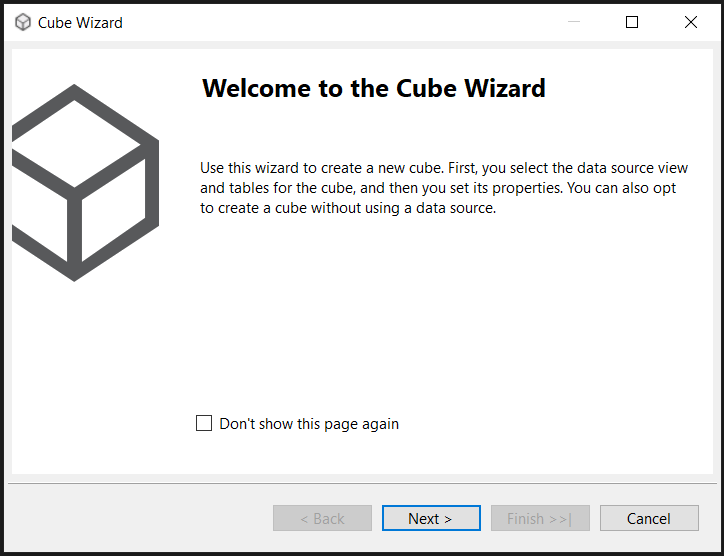 Cube Wizard
Welcome to the Cube Wizard
Use this wizard to create a new cube. First, you select the data source view
and tables for the cube, and then you set its properties. You can also opt
to create a cube without using a data source.
Don't show this page again
< Back
Next >
Finish >>|
Cancel